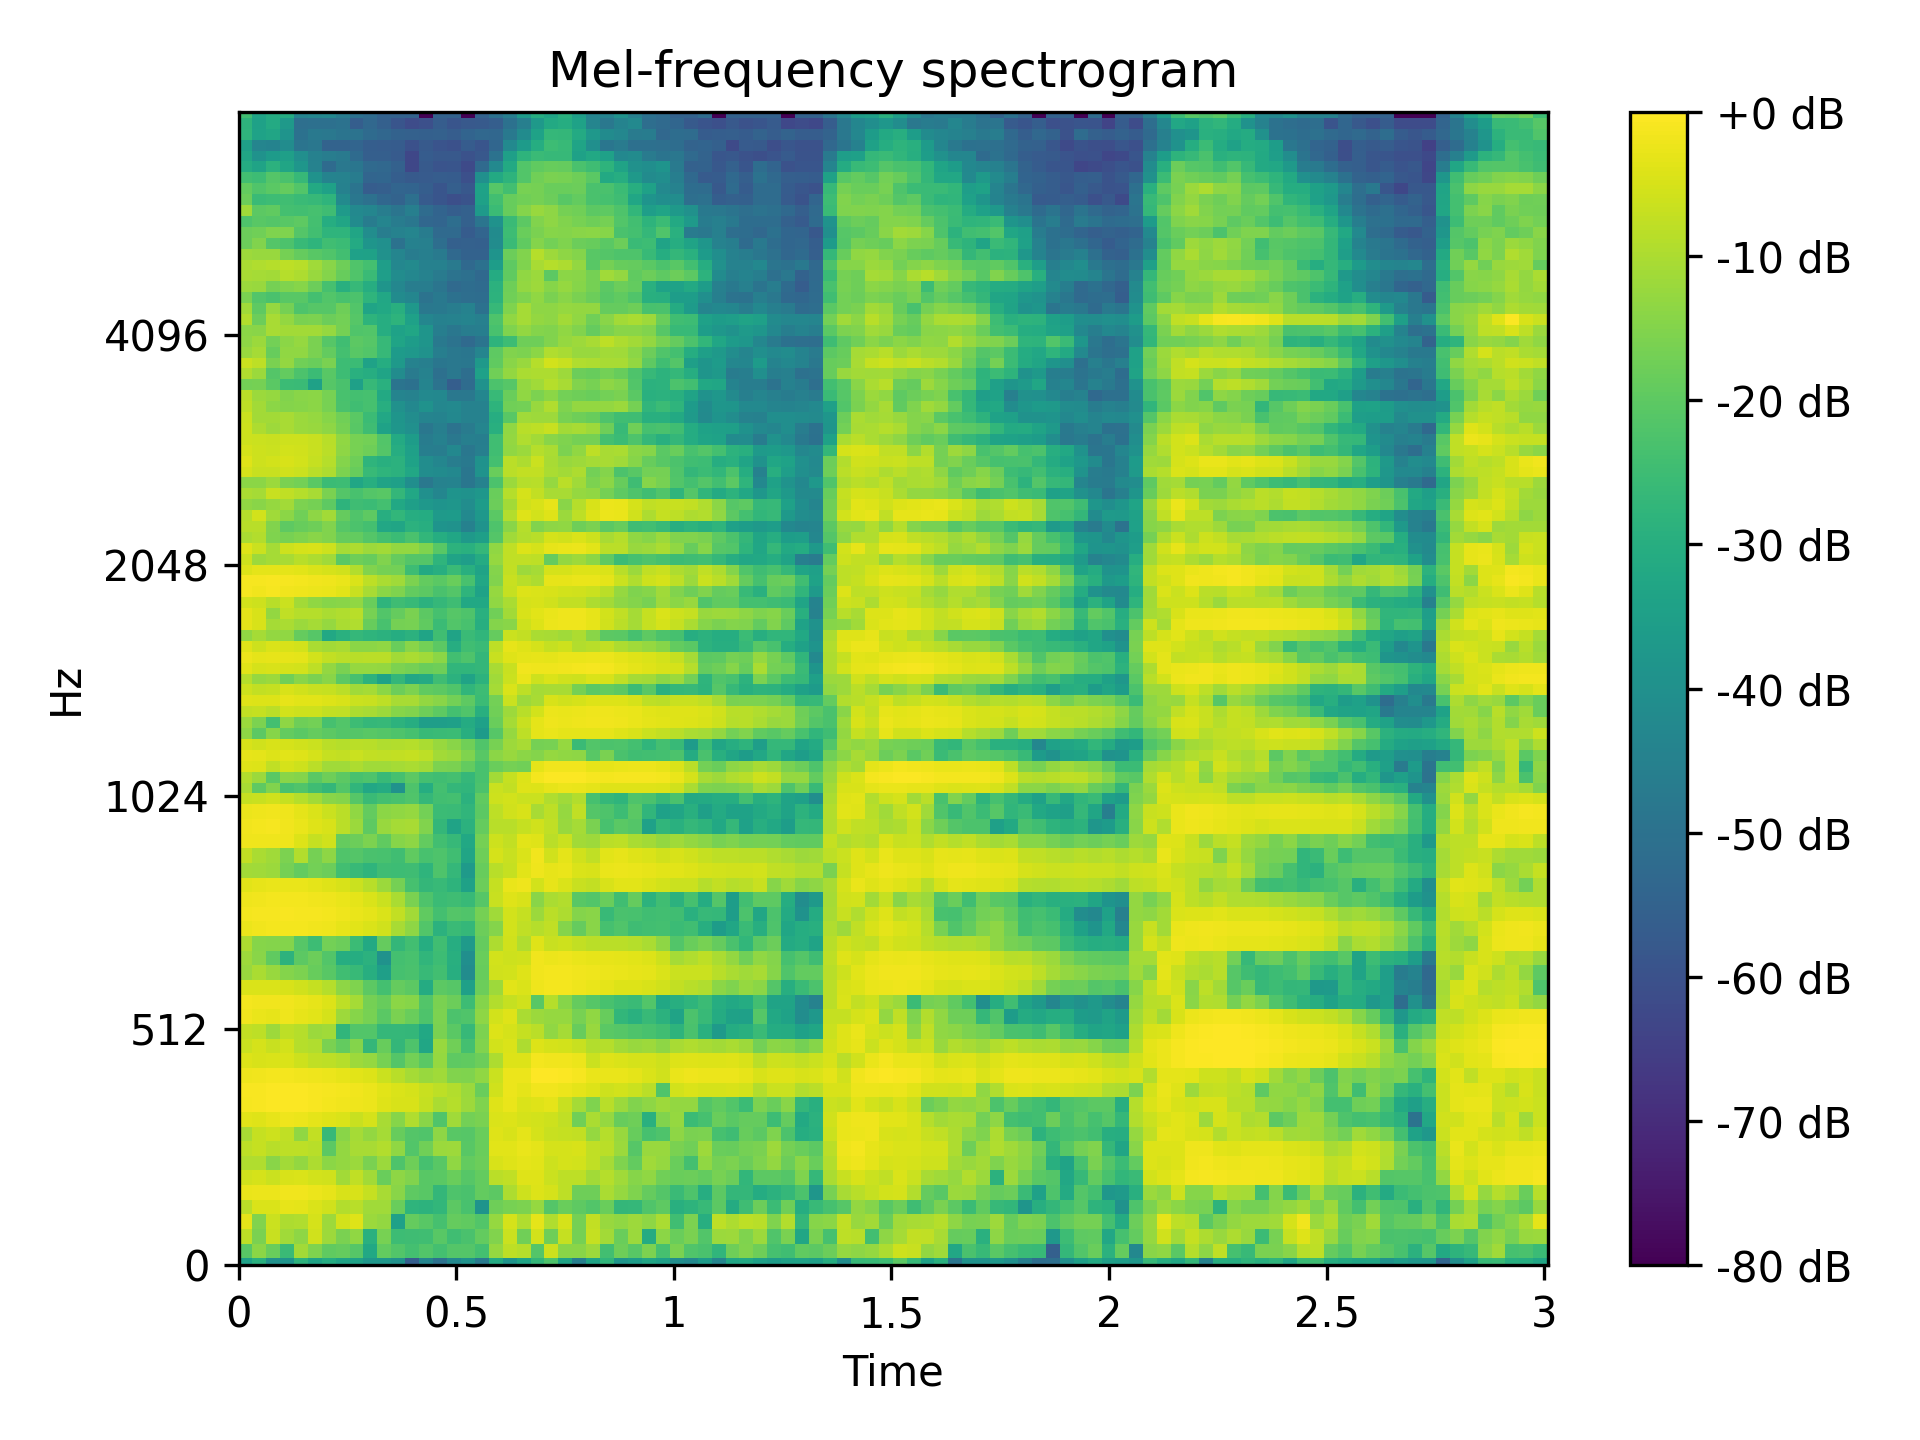 Mel-frequency spectrogram
+0 dB
-10 dB
-20 dB
-30 dB
-40 dB
-50 dB
-60 dB
-70 dB
-80 dB
Hz
4096
2048
1024
512
0
0 0.5 1 1.5 2 2.5 3
Time